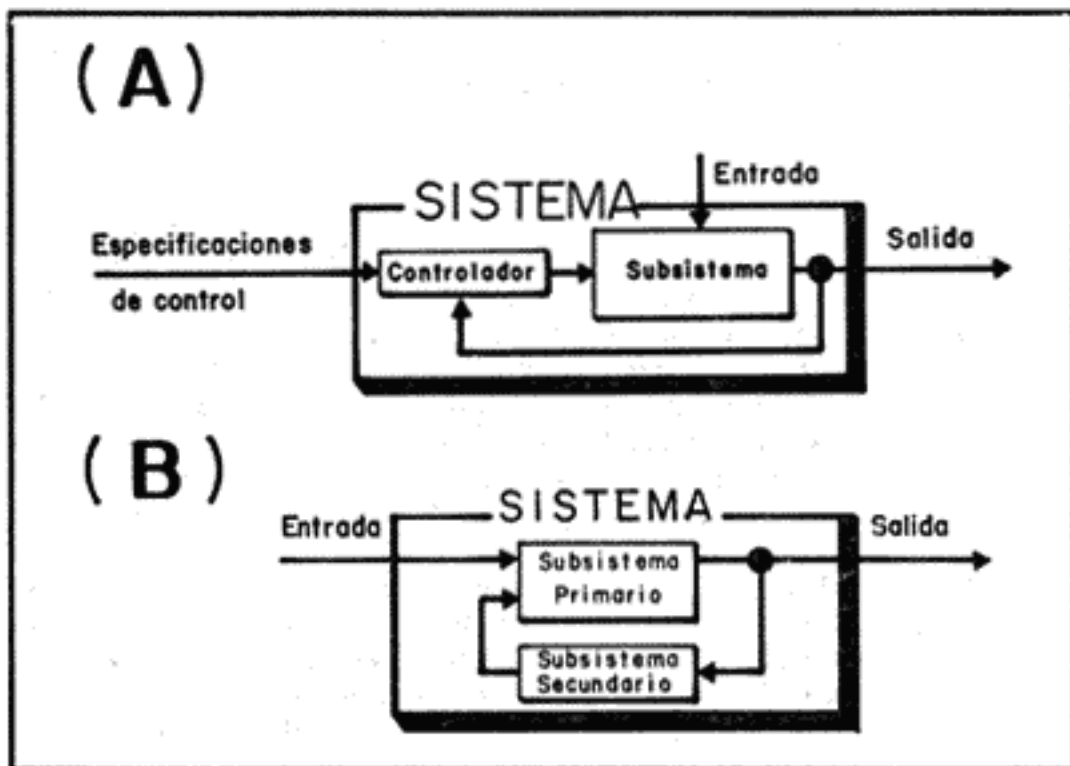 (A)
Entrada
SISTEMA
Especificaciones
de control
Controlador
Subsistema
Salida
(B)
SISTEMA
Entrada
Salida
Subsistema
Primario
Subsistema
Secundario